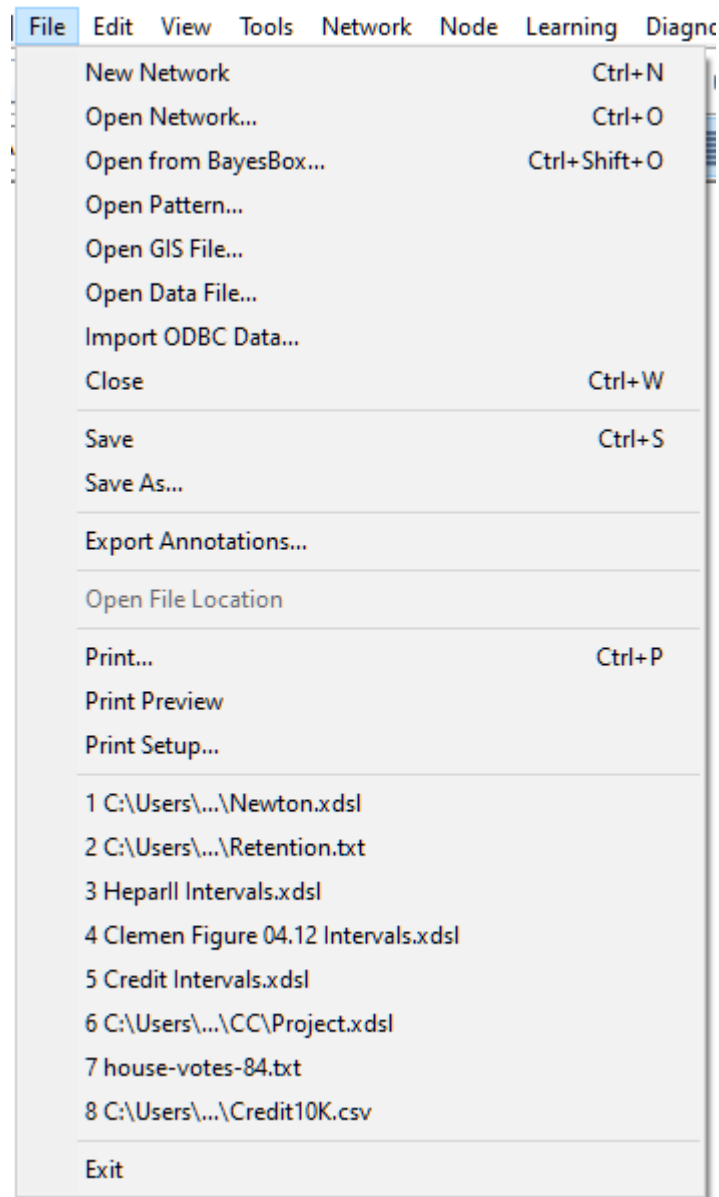 File Edit View Tools Network Node Learning Diagno
New Network Ctrl+N
Open Network... Ctrl+O
Open from BayesBox... Ctrl+Shift+O
Open Pattern...
Open GIS File...
Open Data File...
Import ODBC Data...
Close Ctrl+W
Save Ctrl+S
Save As...
Export Annotations...
Open File Location
Print... Ctrl+P
Print Preview
Print Setup...
1 C:\Users\...\Newton.xdsl
2 C:\Users\...\Retention.txt
3 HeparII Intervals.xdsl
4 Clemen Figure 04.12 Intervals.xdsl
5 Credit Intervals.xdsl
6 C:\Users\...\CC\Project.xdsl
7 house-votes-84.txt
8 C:\Users\...\Credit10K.csv
Exit